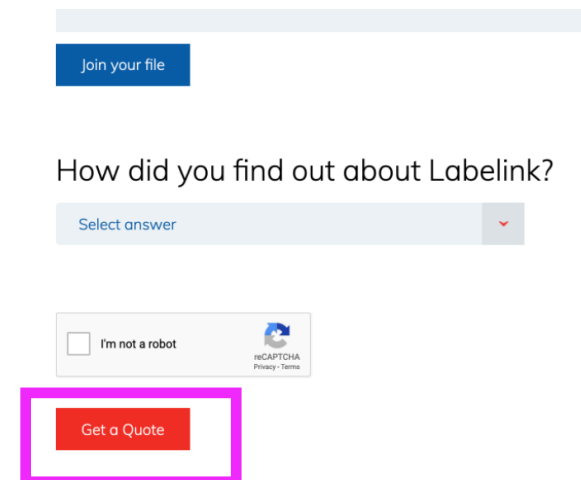 Join your file
How did you find out about Labelink?
Select answer
I'm not a robot
reCAPTCHA
Privacy - Terms
Get a Quote